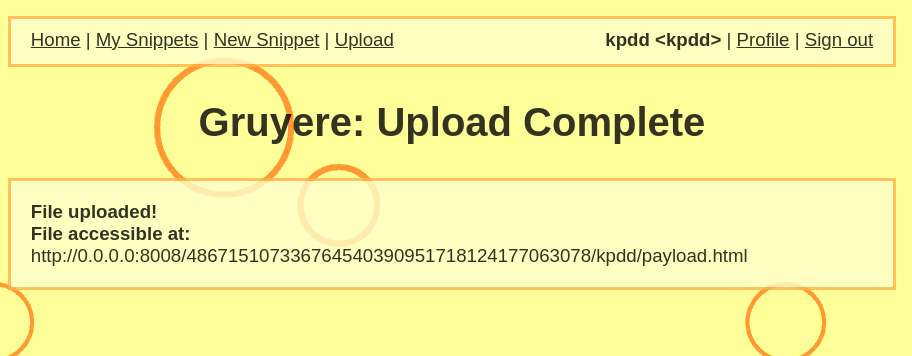 Home | My Snippets | New Snippet | Upload
kpdd <kpdd> | Profile | Sign out
Gruyere: Upload Complete
File uploaded!
File accessible at:
http://0.0.0.0:8008/486715107336764540390951718124177063078/kpdd/payload.html